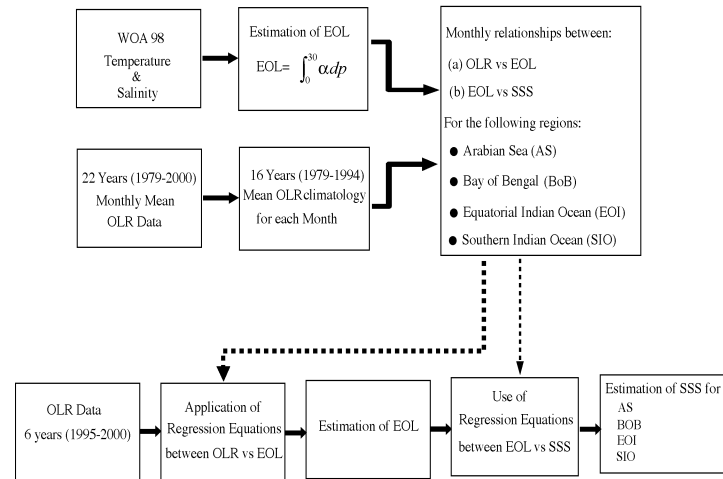 WOA 98
Temperature
&
Salinity
Estimation of EOL
EOL= ∫₀³⁰ αdp
Monthly relationships between:
(a) OLR vs EOL
(b) EOL vs SSS
For the following regions:
● Arabian Sea (AS)
● Bay of Bengal (BoB)
● Equatorial Indian Ocean (EOI)
● Southern Indian Ocean (SIO)
22 Years (1979-2000)
Monthly Mean
OLR Data
16 Years (1979-1994)
Mean OLRclimatology
for each Month
OLR Data
6 years (1995-2000)
Application of
Regression Equations
between OLR vs EOL
Estimation of EOL
Use of
Regression Equations
between EOL vs SSS
Estimation of SSS for
AS
BOB
EOI
SIO